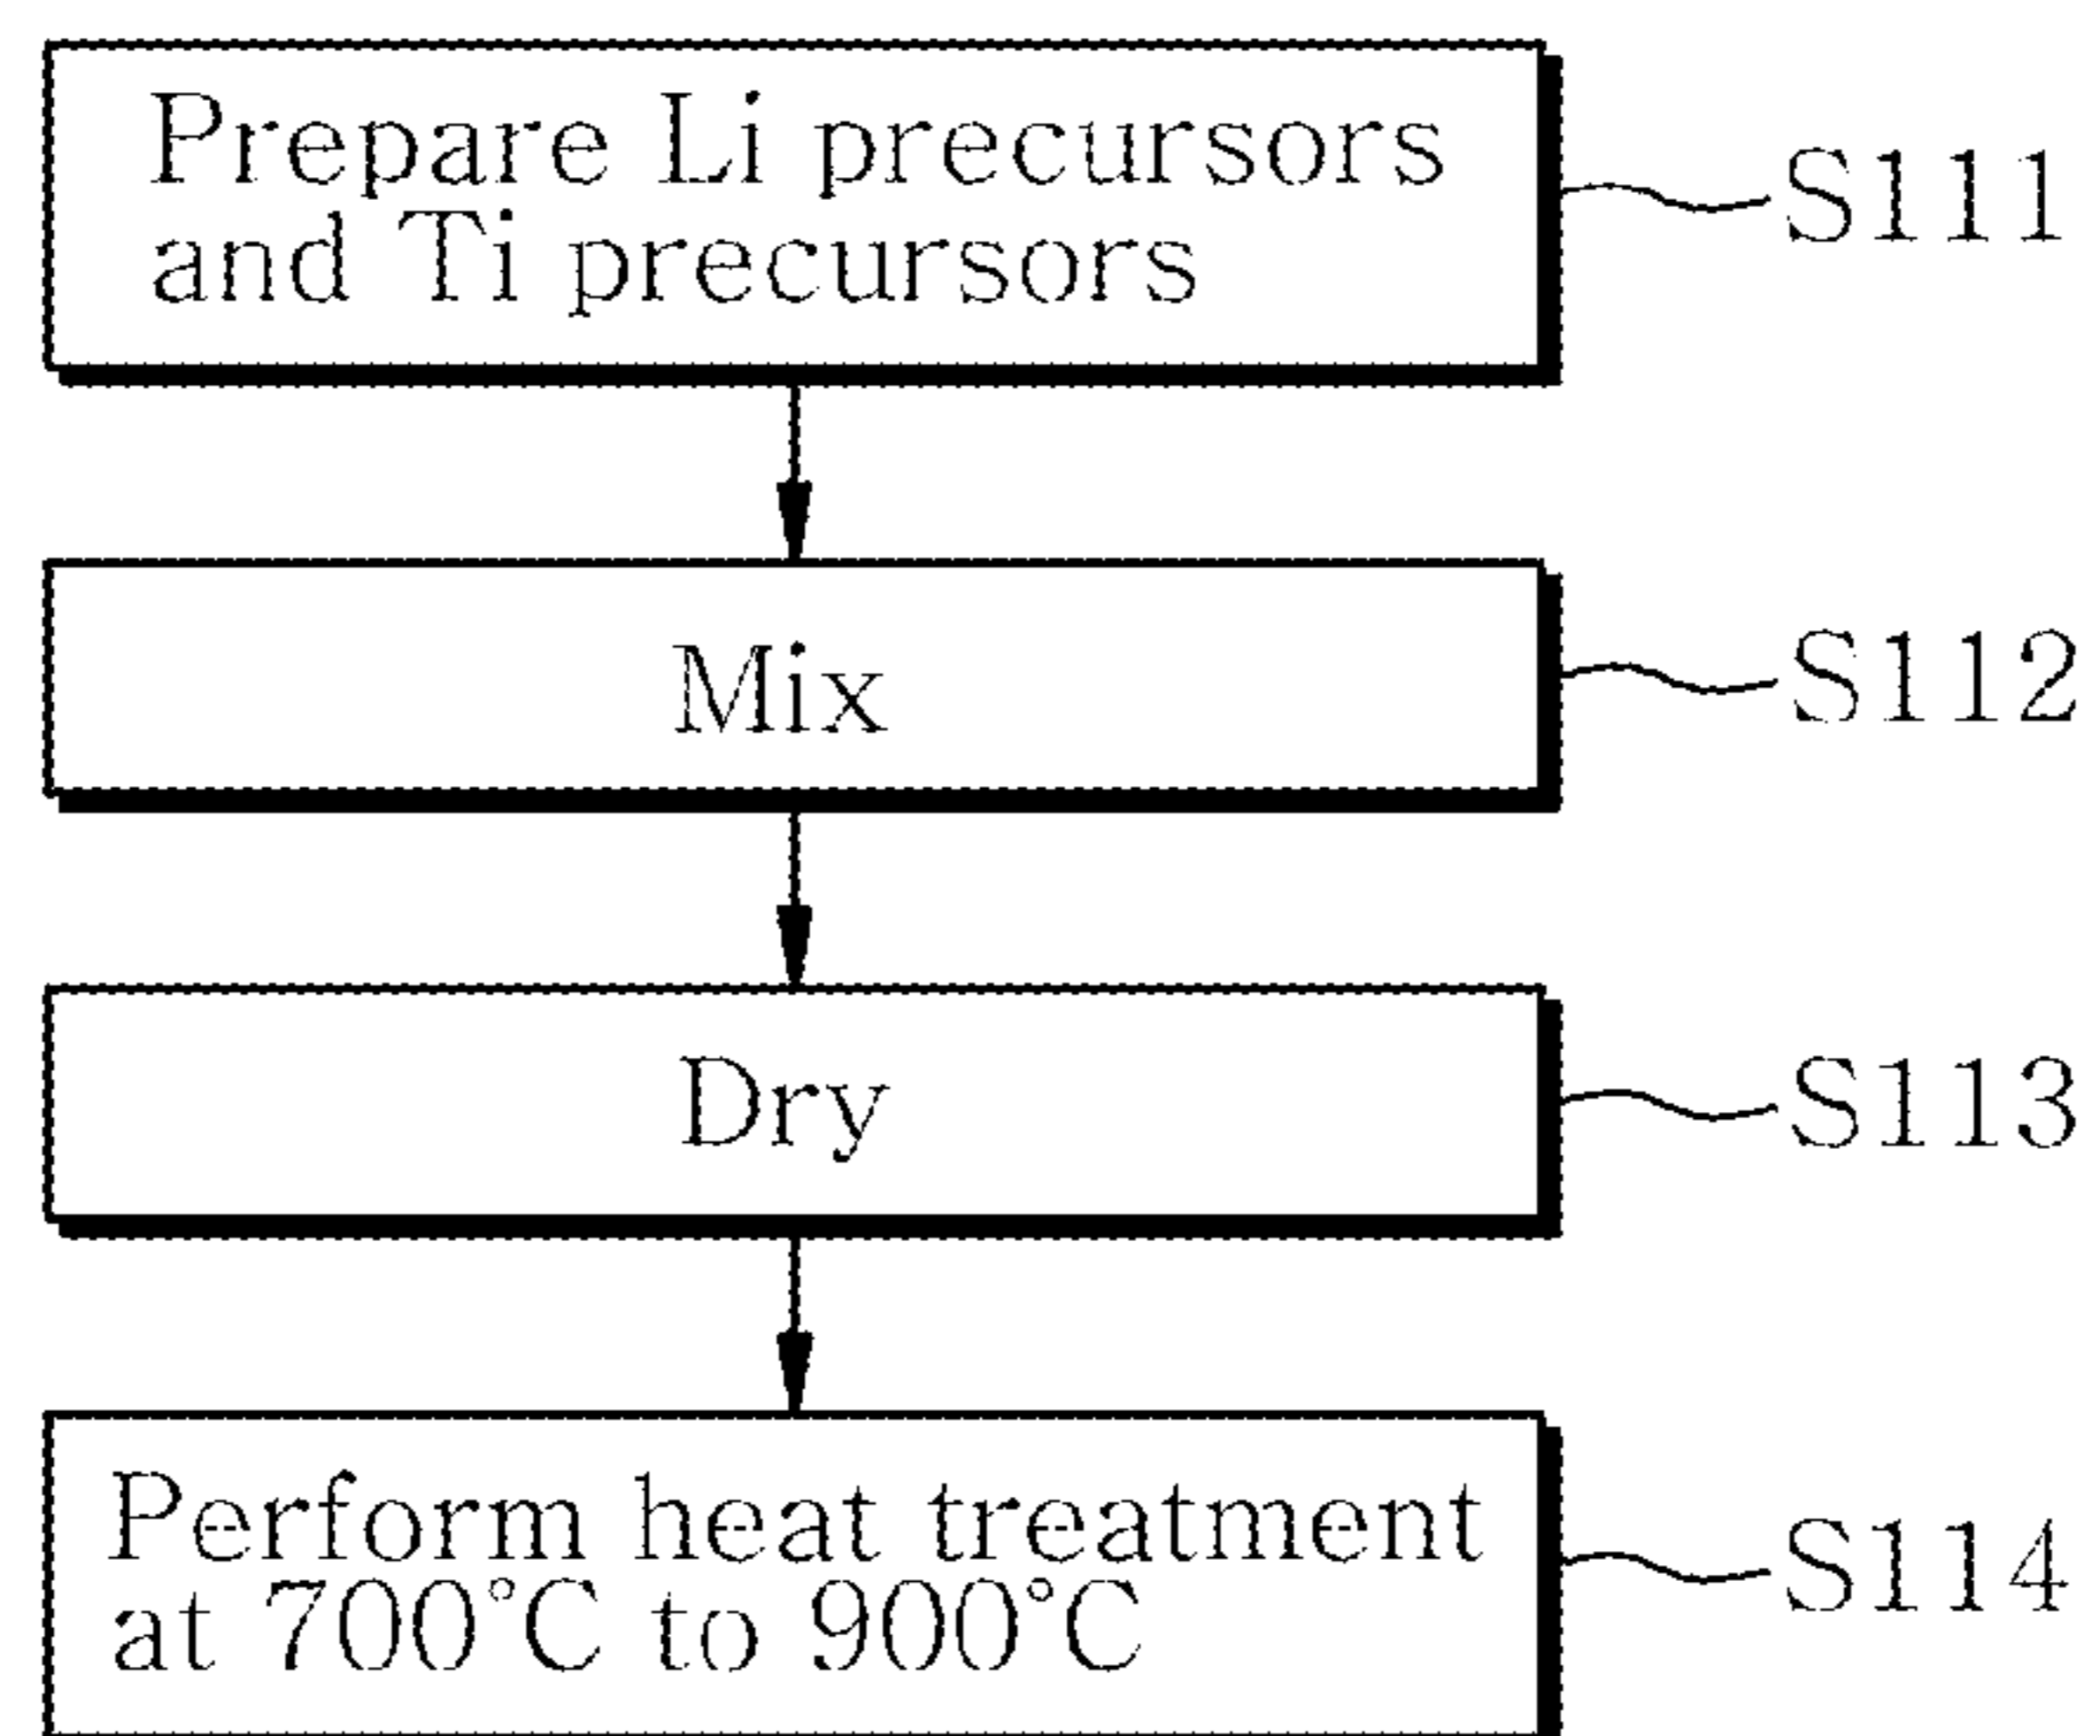 Prepare Li precursors
and Ti precursors
S111
Mix
S112
Dry
S113
Perform heat treatment
at 700°C to 900°C
S114